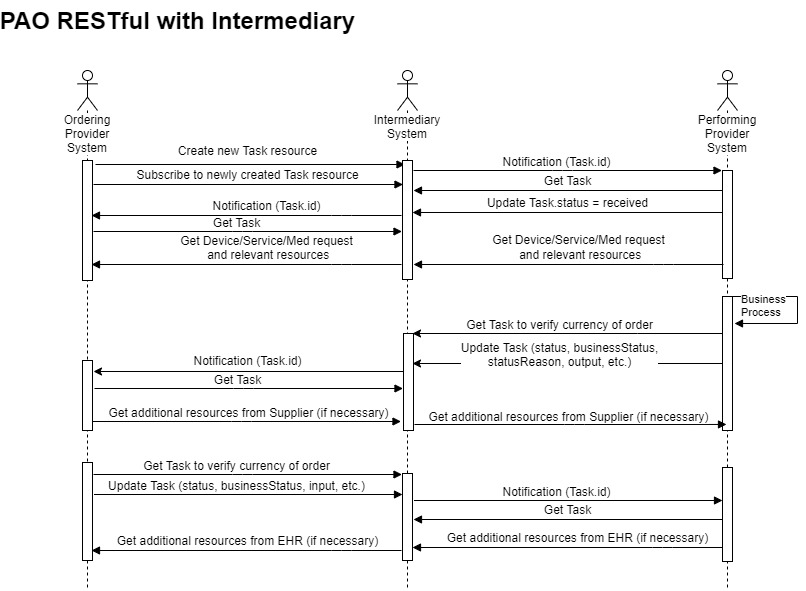 PAO RESTful with Intermediary
Ordering
Provider
System
Intermediary
System
Performing
Provider
System
Create new Task resource
Notification (Task.id)
Subscribe to newly created Task resource
Get Task
Update Task.status = received
Notification (Task.id)
Get Task
Get Device/Service/Med request
and relevant resources
Get Device/Service/Med request
and relevant resources
Business
Process
Get Task to verify currency of order
Update Task (status, businessStatus,
statusReason, output, etc.)
Notification (Task.id)
Get Task
Get additional resources from Supplier (if necessary)
Get additional resources from Supplier (if necessary)
Get Task to verify currency of order
Update Task (status, businessStatus, input, etc.)
Notification (Task.id)
Get Task
Get additional resources from EHR (if necessary)
Get additional resources from EHR (if necessary)